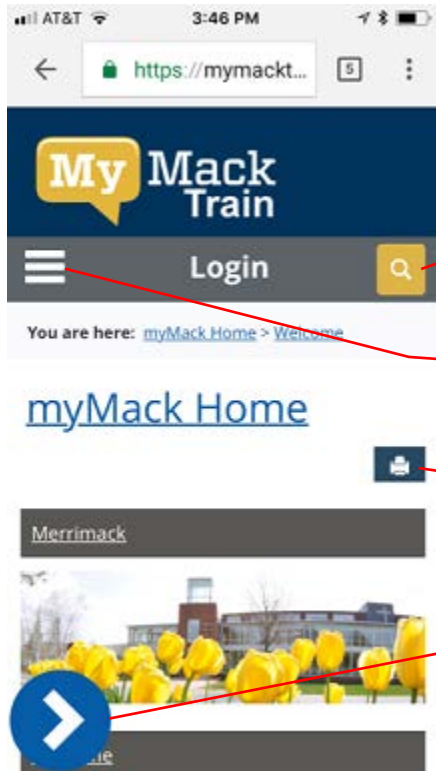 AT&T 3:46 PM
https://mymackt... 5
My Mack
Train
Login
You are here: myMack Home > Welcome
myMack Home
Merrimack